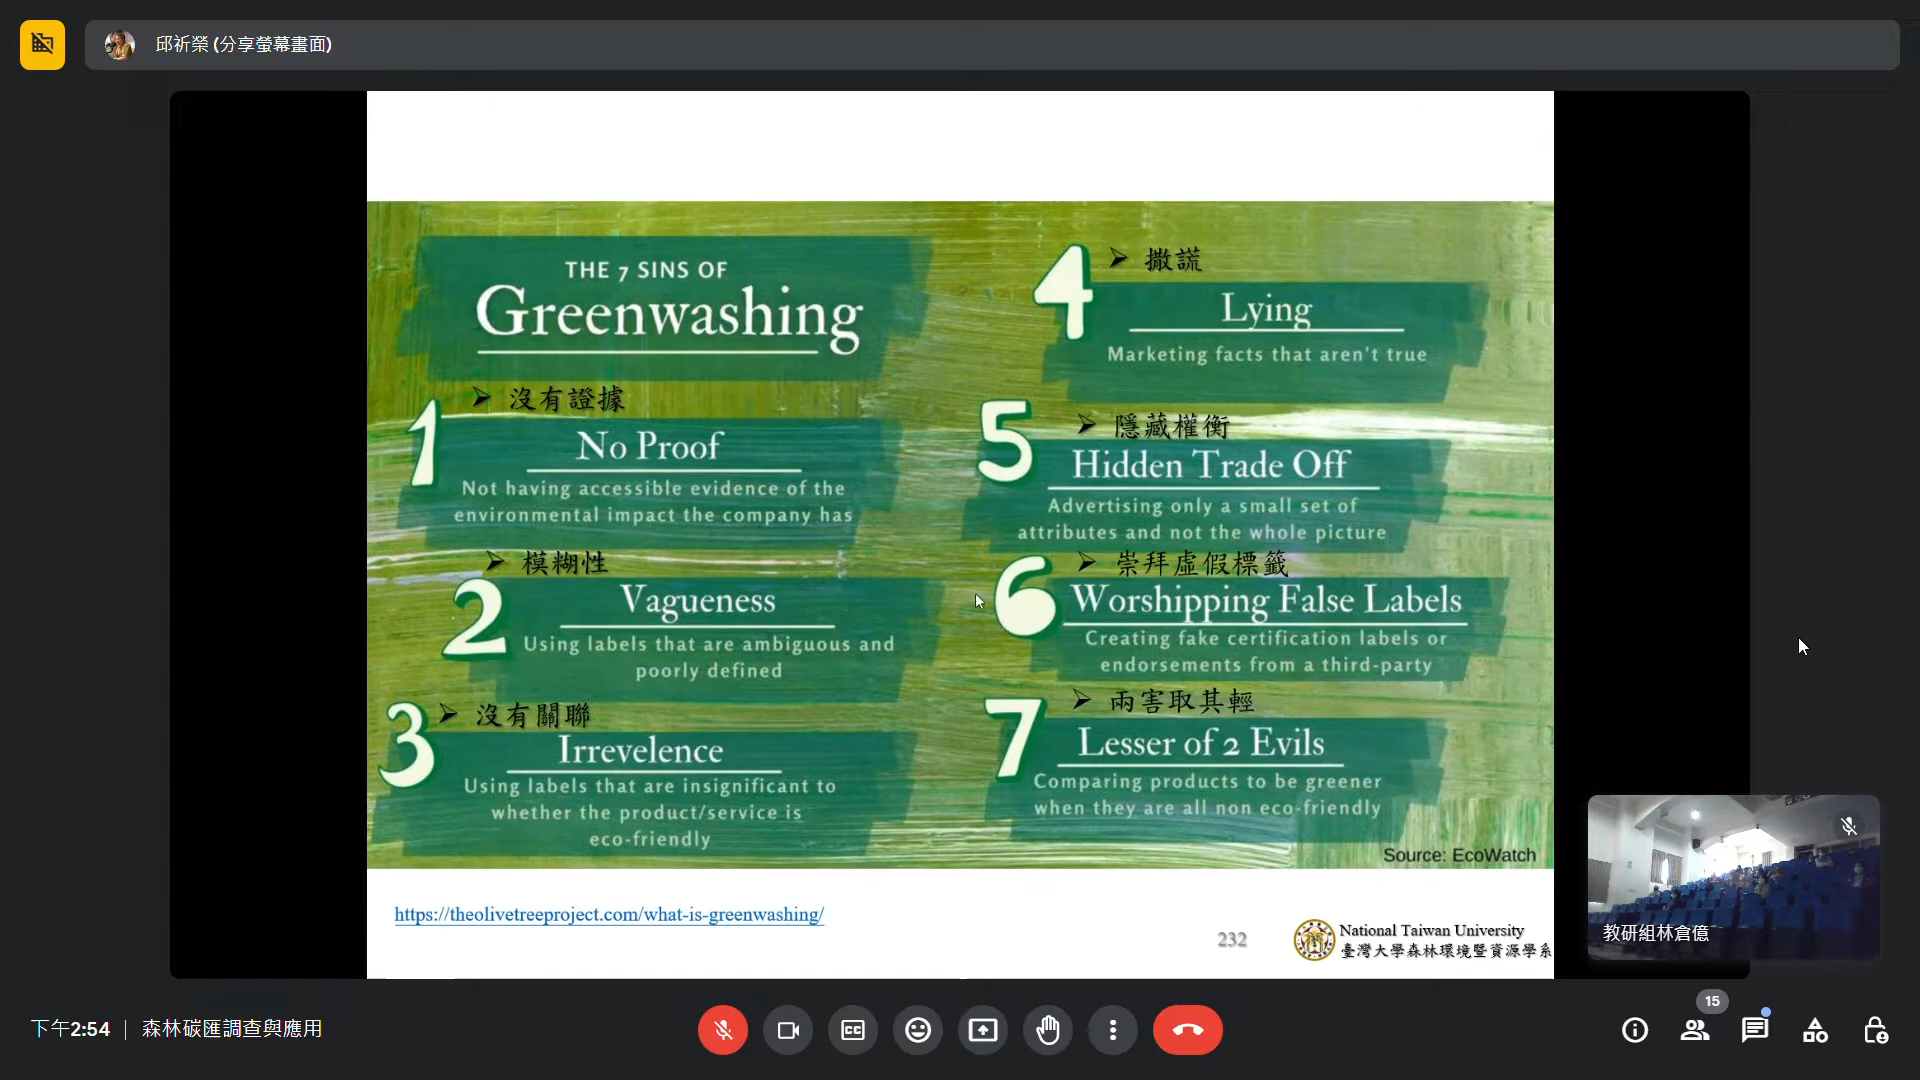 邱祈榮 (分享螢幕畫面)
THE 7 SINS OF
Greenwashing
1
➢ 沒有證據
No Proof
Not having accessible evidence of the
environmental impact the company has
2
➢ 模糊性
Vagueness
Using labels that are ambiguous and
poorly defined
3
➢ 沒有關聯
Irrevelence
Using labels that are insignificant to
whether the product/service is
eco-friendly
4
➢ 撒謊
Lying
Marketing facts that aren't true
5
➢ 隱藏權衡
Hidden Trade Off
Advertising only a small set of
attributes and not the whole picture
6
➢ 崇拜虛假標籤
Worshipping False Labels
Creating fake certification labels or
endorsements from a third-party
7
➢ 兩害取其輕
Lesser of 2 Evils
Comparing products to be greener
when they are all non eco-friendly
Source: EcoWatch
https://theolivetreeproject.com/what-is-greenwashing/
232
National Taiwan University
臺灣大學森林環境暨資源學系
教研組林倉億
下午2:54 | 森林碳匯調查與應用
15